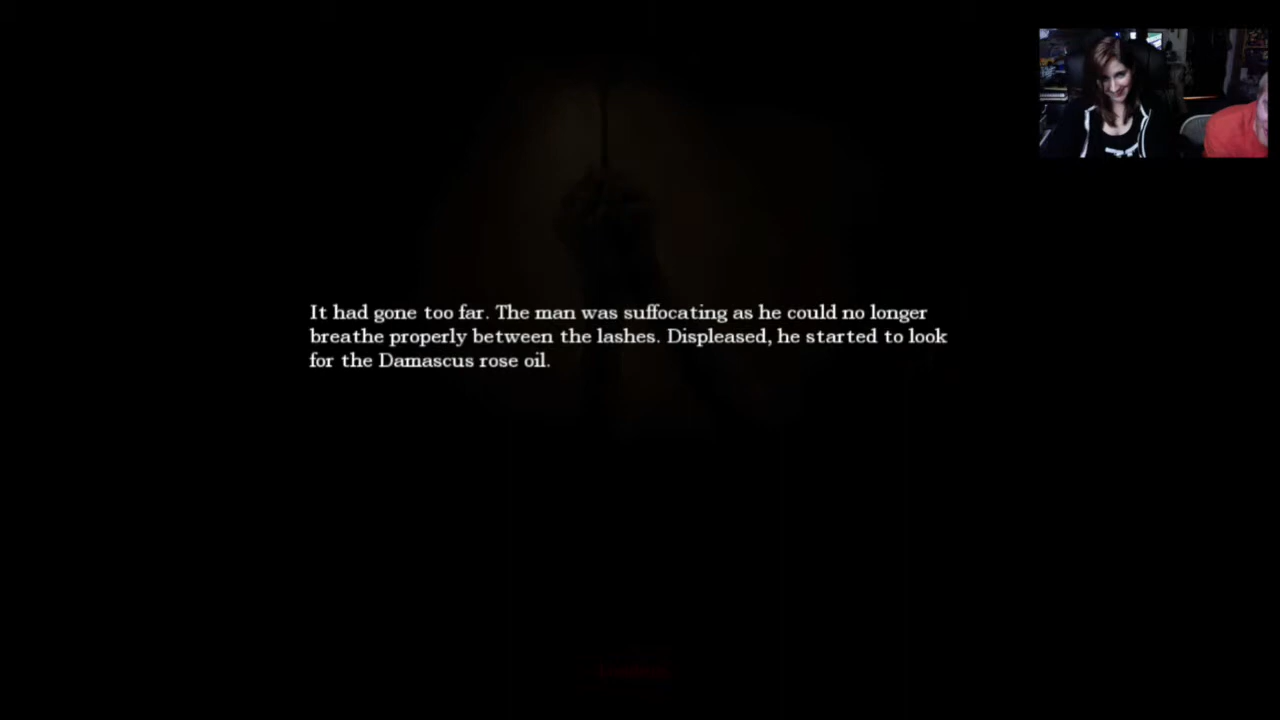 It had gone too far. The man was suffocating as he could no longer
breathe properly between the lashes. Displeased, he started to look
for the Damascus rose oil.